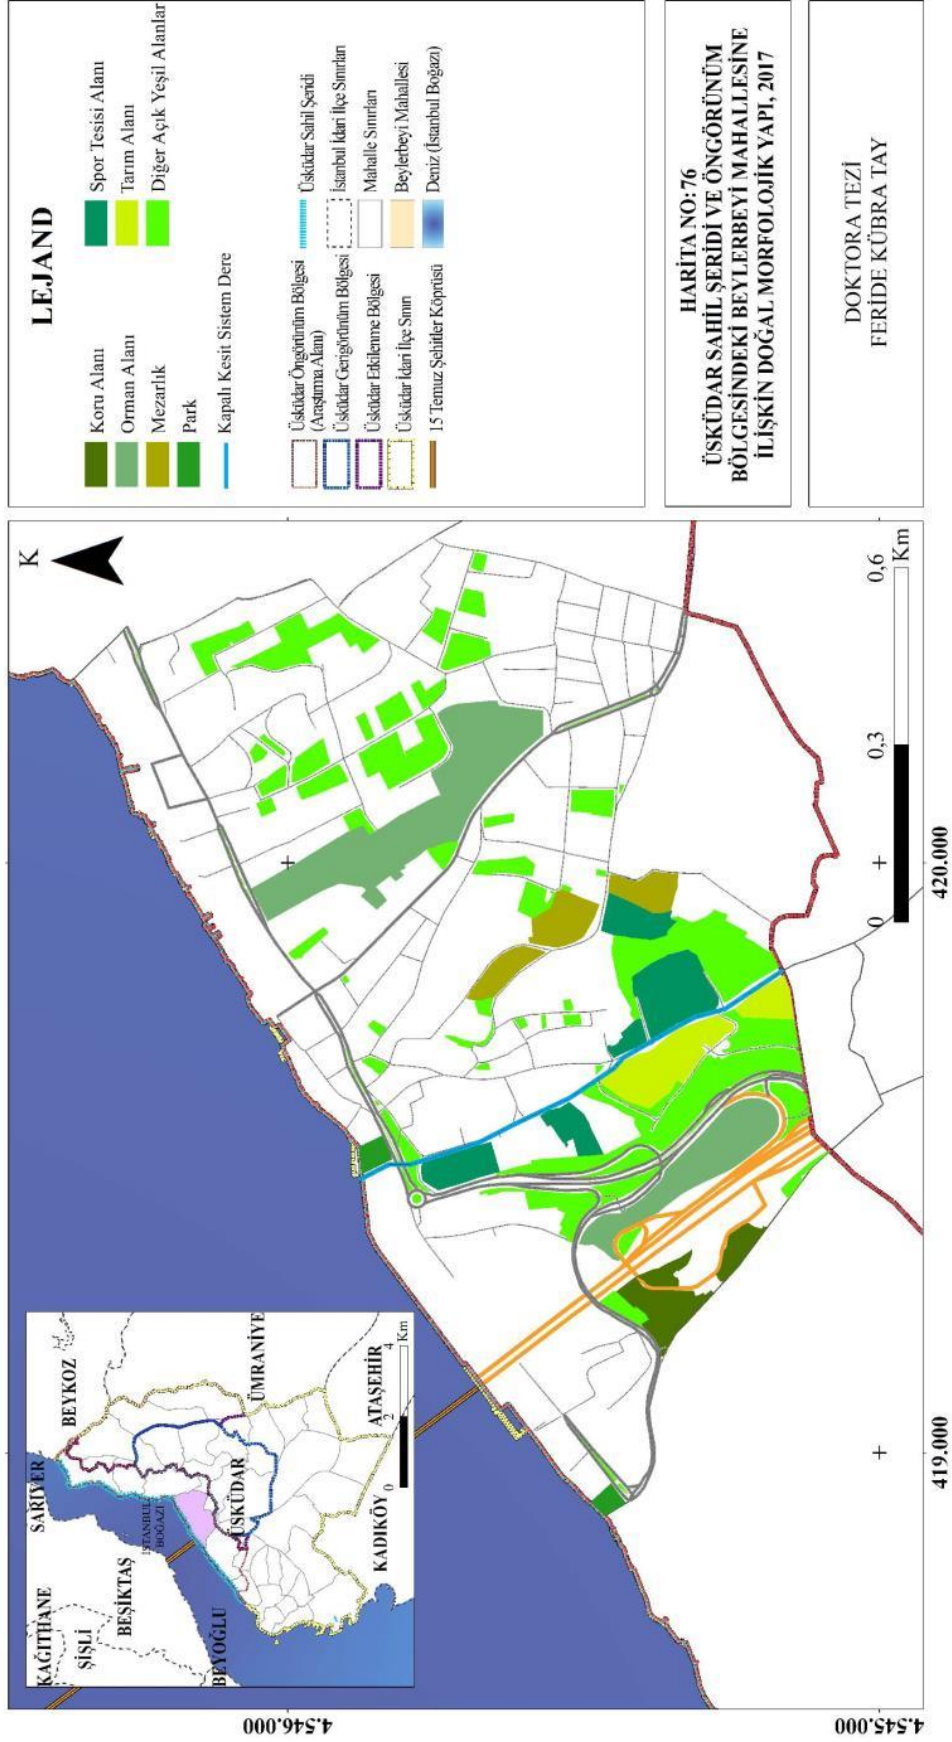 K
SARIYER
BEYKOZ
KAĞITHANE
ŞİŞLİ
BEŞİKTAŞ
İSTANBUL
BOĞAZI
BEYOĞLU
ÜSKÜDAR
ÜMRANİYE
KADIKÖY
ATAŞEHİR
0
2
4
Km
4.546.000
4.545.000
419.000
420.000
0
0,3
0,6
Km
LEJAND
Koru Alanı
Orman Alanı
Mezarlık
Park
Kapalı Kesit Sistem Dere
Spor Tesisi Alanı
Tarım Alanı
Diğer Açık Yeşil Alanlar
Üsküdar Öngörünüm Bölgesi
(Araştırma Alanı)
Üsküdar Gerigörünüm Bölgesi
Üsküdar Etkilenme Bölgesi
Üsküdar İdari İlçe Sınırı
15 Temuz Şehitler Köprüsü
Üsküdar Sahil Şeridi
İstanbul İdari İlçe Sınırları
Mahalle Sınırları
Beylerbeyi Mahallesi
Deniz (İstanbul Boğazı)
HARİTA NO: 76
ÜSKÜDAR SAHİL ŞERİDİ VE ÖNGÖRÜNÜM
BÖLGESİNDEKİ BEYLERBEYİ MAHALLESİNE
İLİŞKİN DOĞAL MORFOLOJİK YAPI, 2017
DOKTORA TEZİ
FERİDE KÜBRA TAY